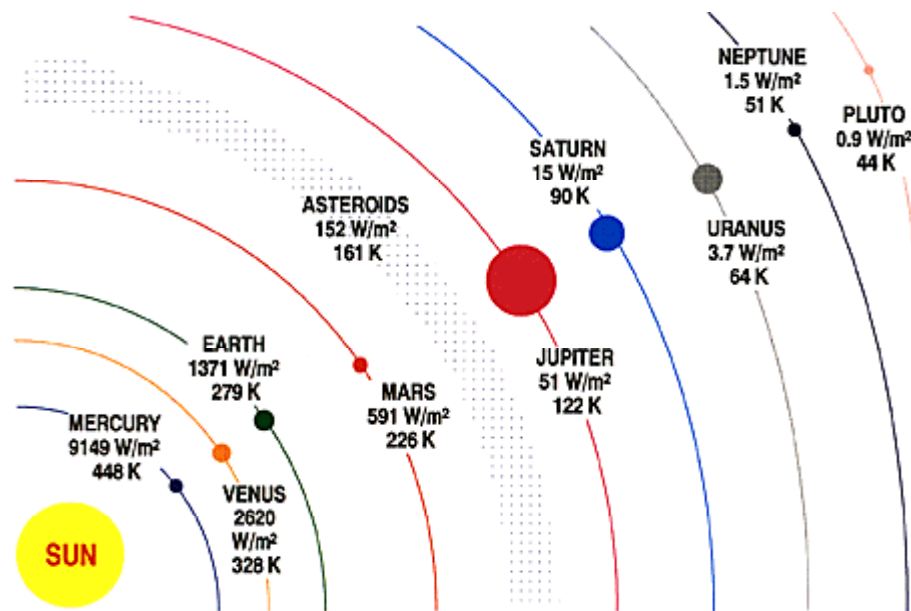 NEPTUNE
1.5 W/m²
51 K
PLUTO
0.9 W/m²
44 K
SATURN
15 W/m²
90 K
ASTEROIDS
152 W/m²
161 K
URANUS
3.7 W/m²
64 K
EARTH
1371 W/m²
279 K
JUPITER
51 W/m²
122 K
MARS
591 W/m²
226 K
MERCURY
9149 W/m²
448 K
VENUS
2620
W/m²
328 K
SUN